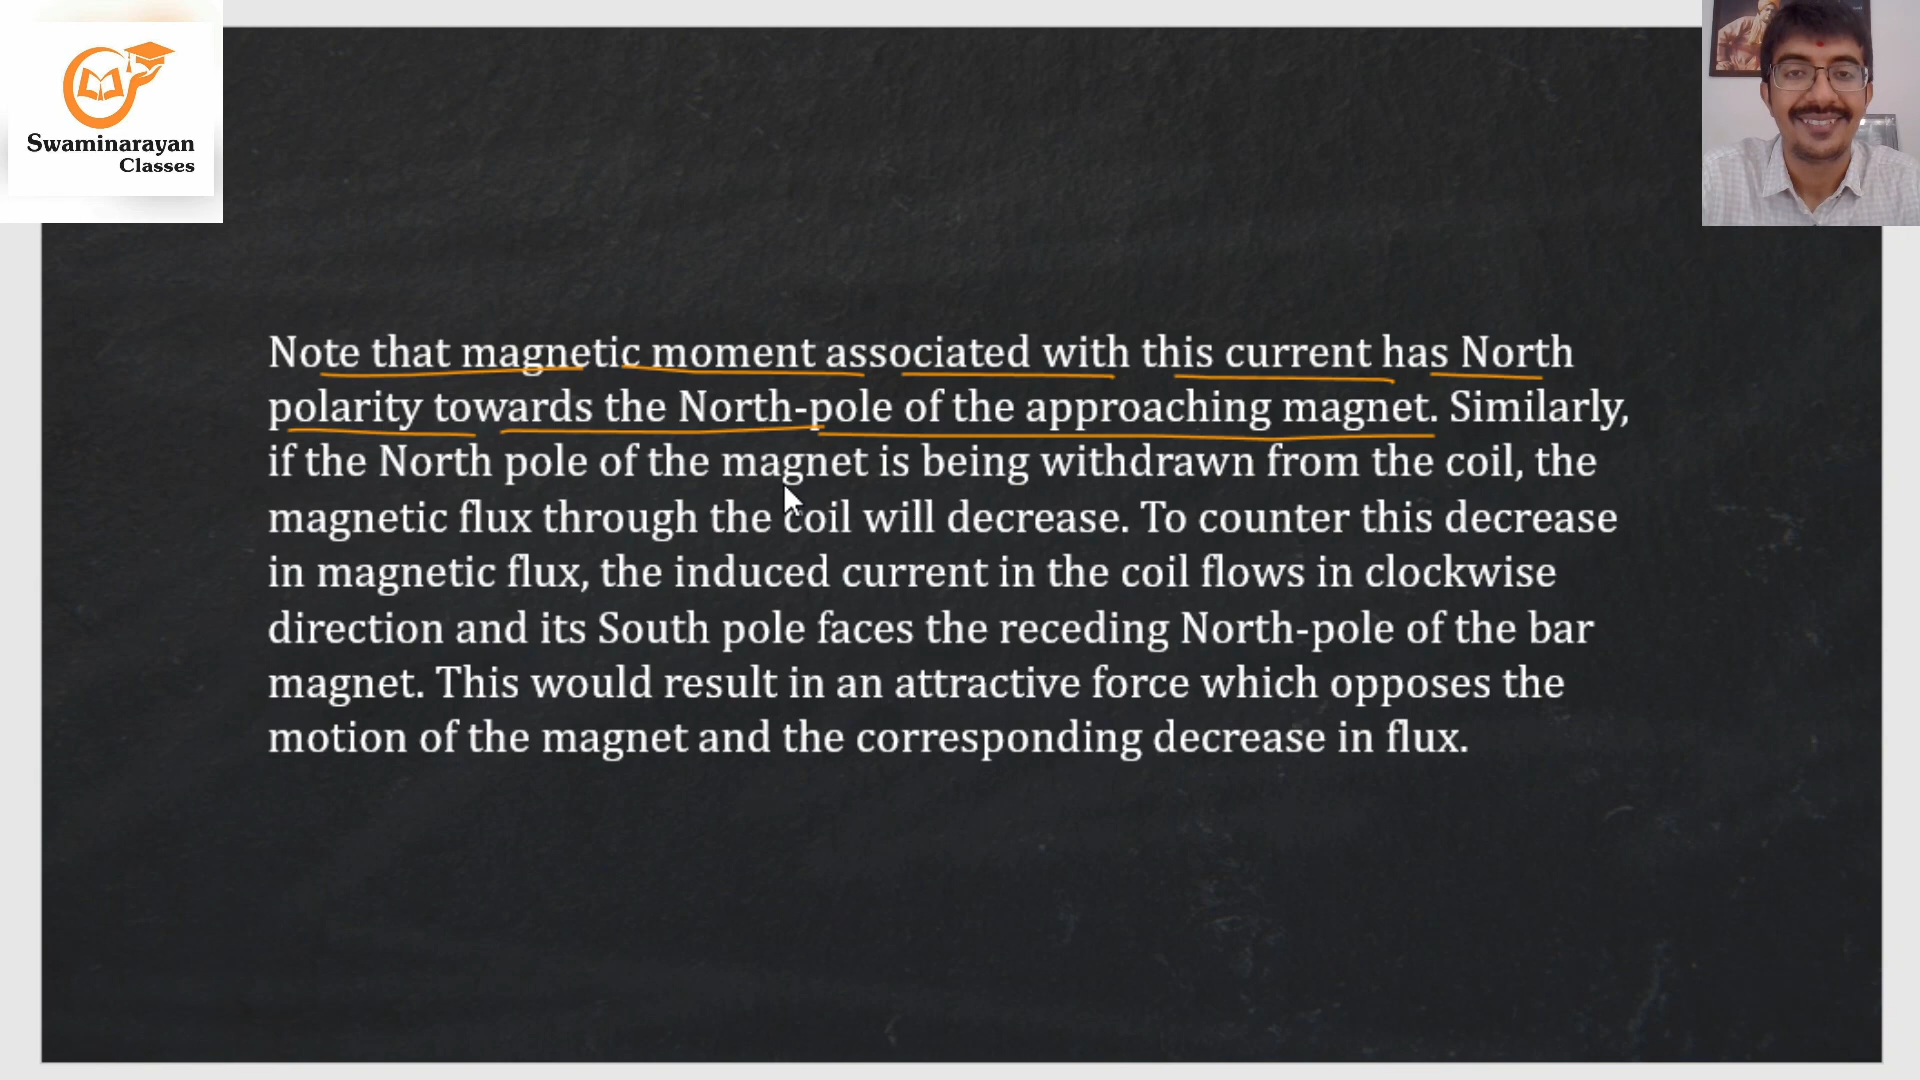 Swaminarayan
Classes
Note that magnetic moment associated with this current has North
polarity towards the North-pole of the approaching magnet. Similarly,
if the North pole of the magnet is being withdrawn from the coil, the
magnetic flux through the coil will decrease. To counter this decrease
in magnetic flux, the induced current in the coil flows in clockwise
direction and its South pole faces the receding North-pole of the bar
magnet. This would result in an attractive force which opposes the
motion of the magnet and the corresponding decrease in flux.